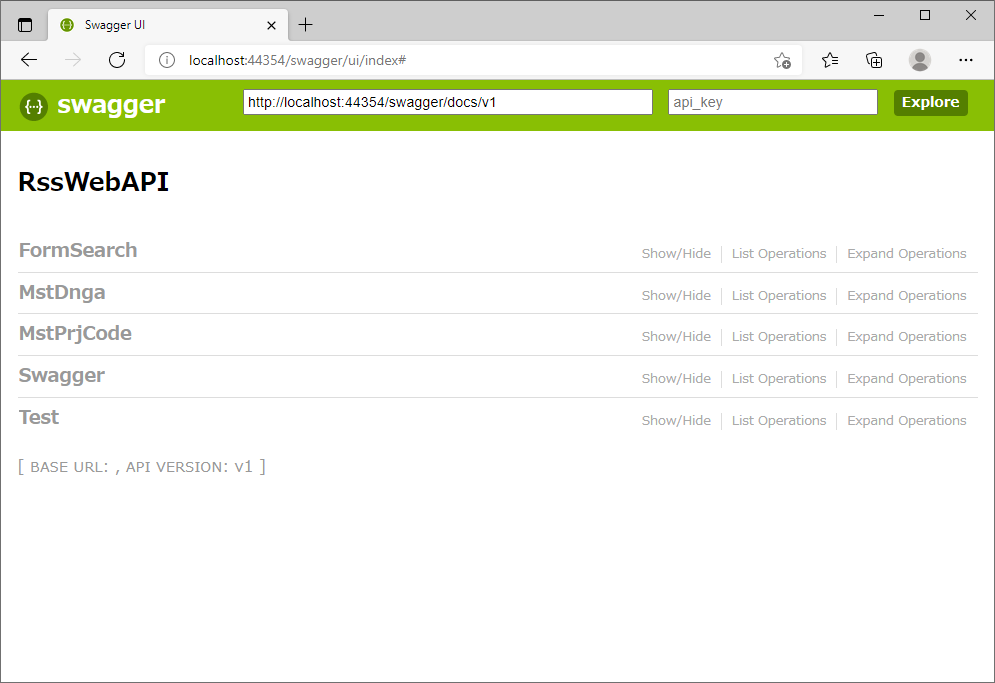 Swagger UI
localhost:44354/swagger/ui/index#
{···} swagger
http://localhost:44354/swagger/docs/v1
api_key
Explore
RssWebAPI
FormSearch Show/Hide List Operations Expand Operations
MstDnga Show/Hide List Operations Expand Operations
MstPrjCode Show/Hide List Operations Expand Operations
Swagger Show/Hide List Operations Expand Operations
Test Show/Hide List Operations Expand Operations
[ BASE URL: , API VERSION: v1 ]